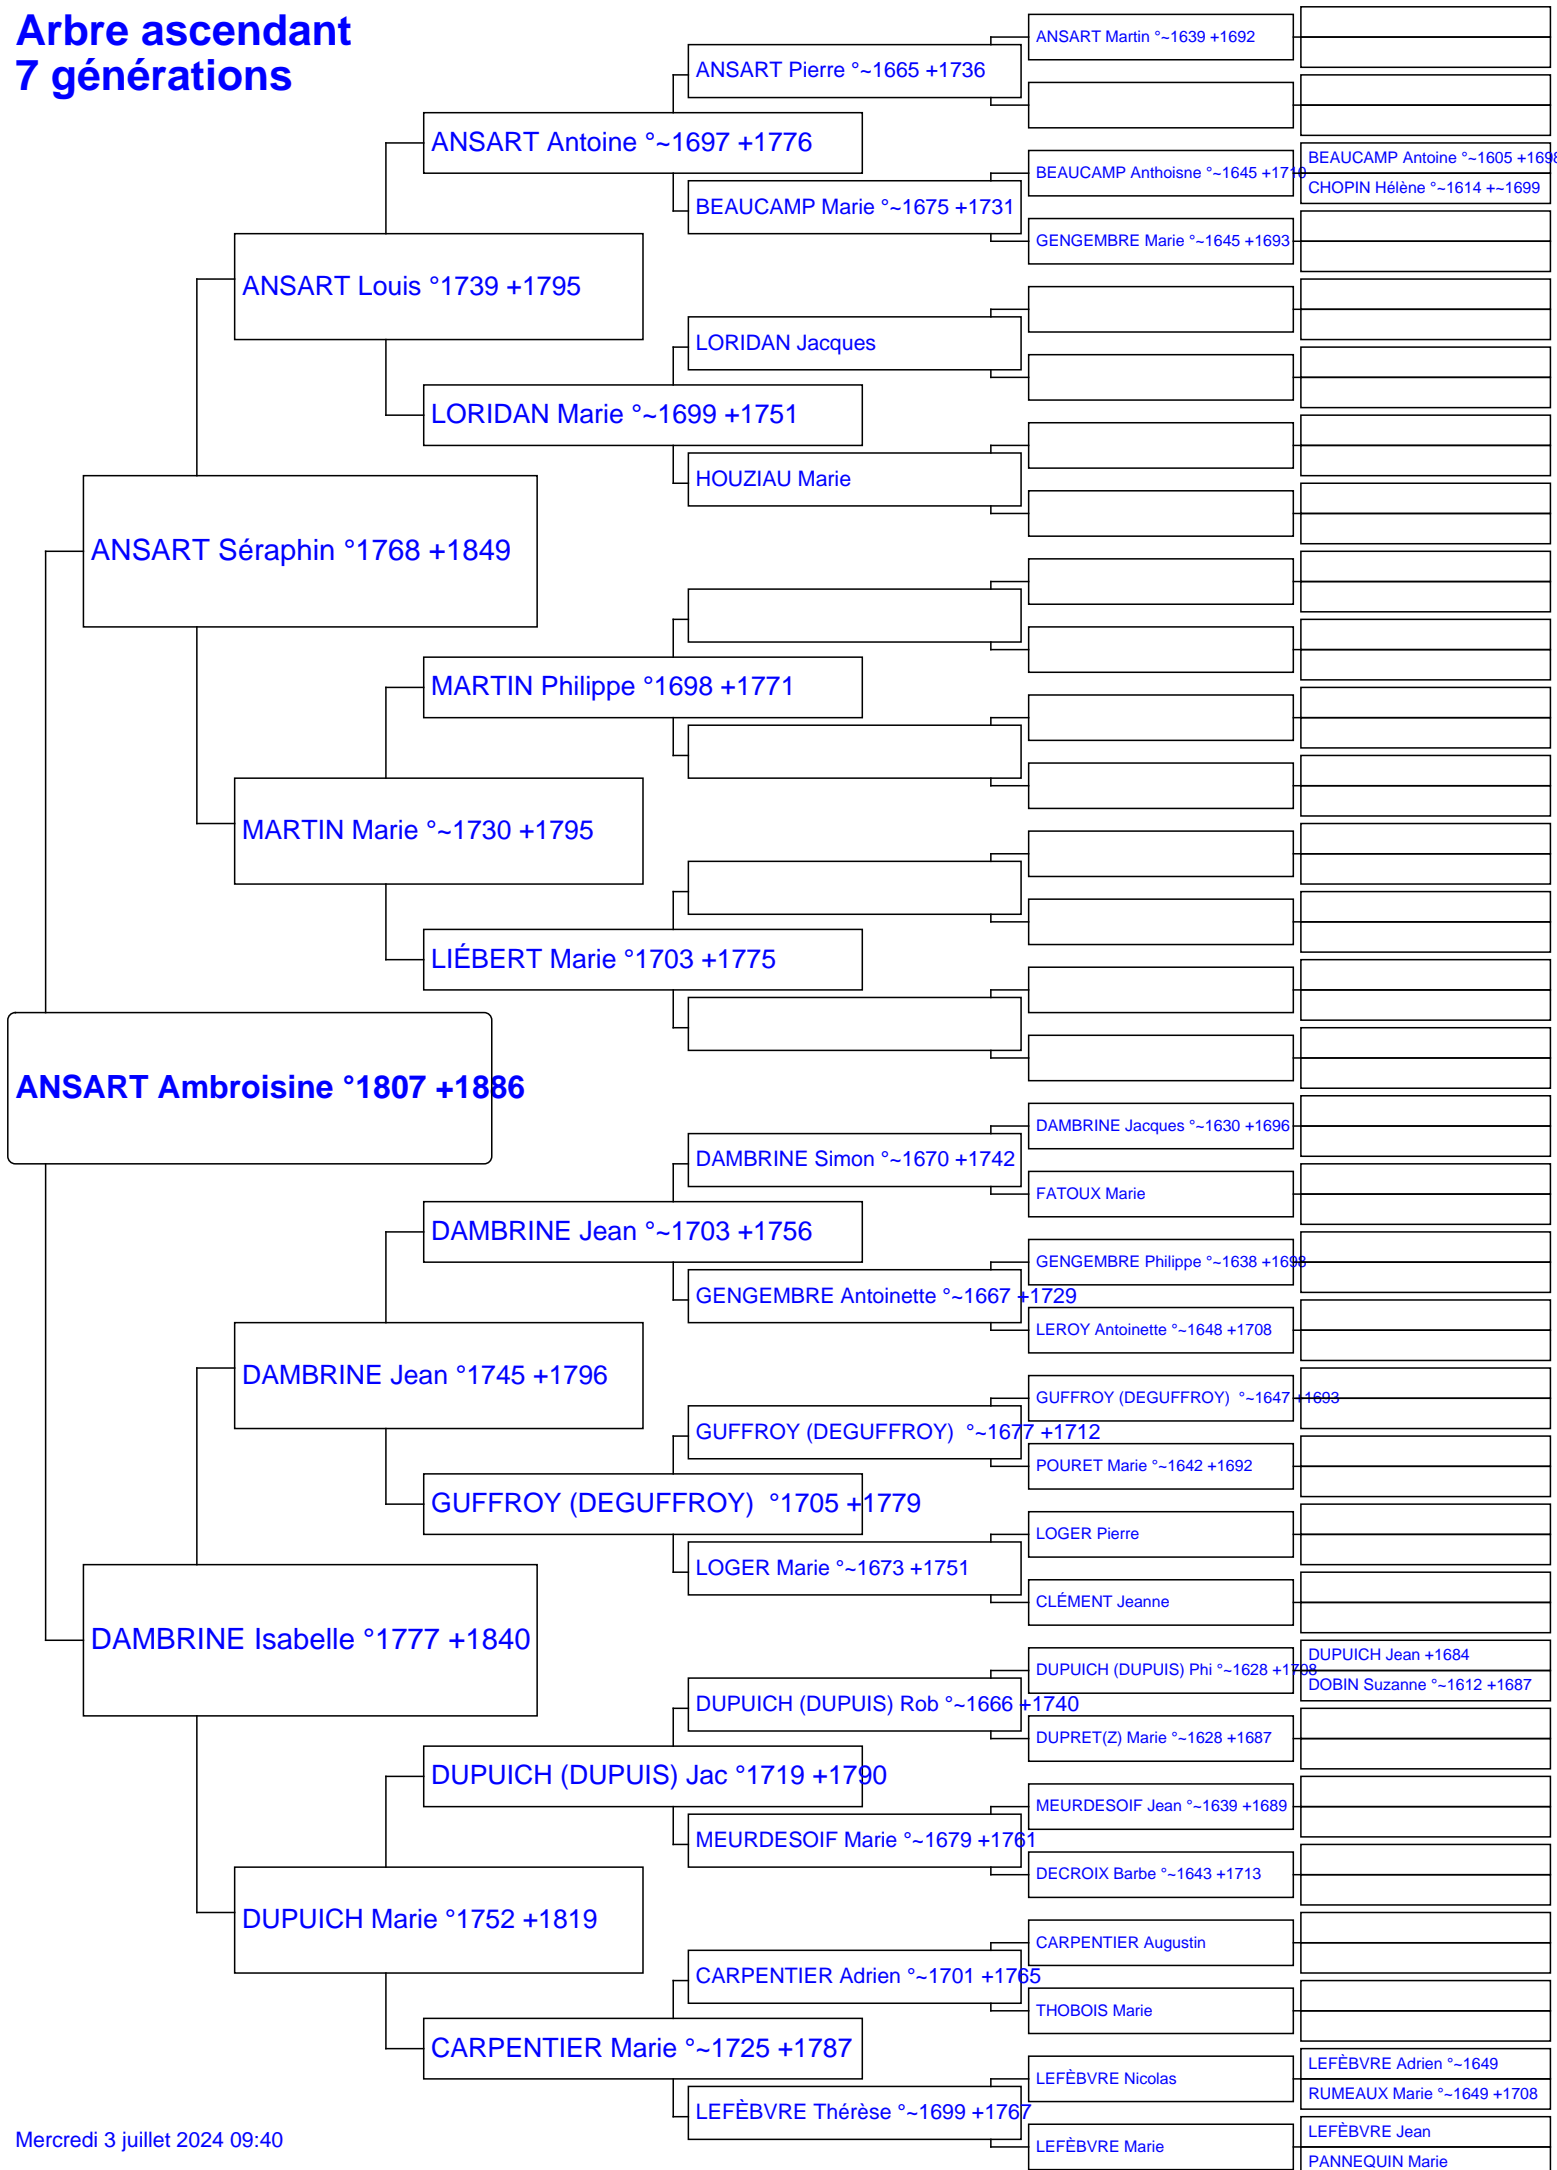 Arbre ascendant
7 générations
ANSART Martin °~1639 +1692
ANSART Pierre °~1665 +1736
ANSART Antoine °~1697 +1776
BEAUCAMP Antoine °~1605 +1698
BEAUCAMP Anthoisne °~1645 +1710
CHOPIN Hélène °~1614 +~1699
BEAUCAMP Marie °~1675 +1731
GENGEMBRE Marie °~1645 +1693
ANSART Louis °1739 +1795
LORIDAN Jacques
LORIDAN Marie °~1699 +1751
HOUZIAU Marie
ANSART Séraphin °1768 +1849
MARTIN Philippe °1698 +1771
MARTIN Marie °~1730 +1795
LIÉBERT Marie °1703 +1775
ANSART Ambroisine °1807 +1886
DAMBRINE Jacques °~1630 +1696
DAMBRINE Simon °~1670 +1742
FATOUX Marie
DAMBRINE Jean °~1703 +1756
GENGEMBRE Philippe °~1638 +1698
GENGEMBRE Antoinette °~1667 +1729
LEROY Antoinette °~1648 +1708
DAMBRINE Jean °1745 +1796
GUFFROY (DEGUFFROY)  °~1647 +1693
GUFFROY (DEGUFFROY)  °~1677 +1712
POURET Marie °~1642 +1692
GUFFROY (DEGUFFROY)  °1705 +1779
LOGER Pierre
LOGER Marie °~1673 +1751
CLÉMENT Jeanne
DAMBRINE Isabelle °1777 +1840
DUPUICH Jean +1684
DUPUICH (DUPUIS) Phi °~1628 +1708
DOBIN Suzanne °~1612 +1687
DUPUICH (DUPUIS) Rob °~1666 +1740
DUPRET(Z) Marie °~1628 +1687
DUPUICH (DUPUIS) Jac °1719 +1790
MEURDESOIF Jean °~1639 +1689
MEURDESOIF Marie °~1679 +1761
DECROIX Barbe °~1643 +1713
DUPUICH Marie °1752 +1819
CARPENTIER Augustin
CARPENTIER Adrien °~1701 +1765
THOBOIS Marie
CARPENTIER Marie °~1725 +1787
LEFÈBVRE Adrien °~1649
LEFÈBVRE Nicolas
RUMEAUX Marie °~1649 +1708
LEFÈBVRE Thérèse °~1699 +1767
LEFÈBVRE Jean
LEFÈBVRE Marie
PANNEQUIN Marie
Mercredi 3 juillet 2024 09:40